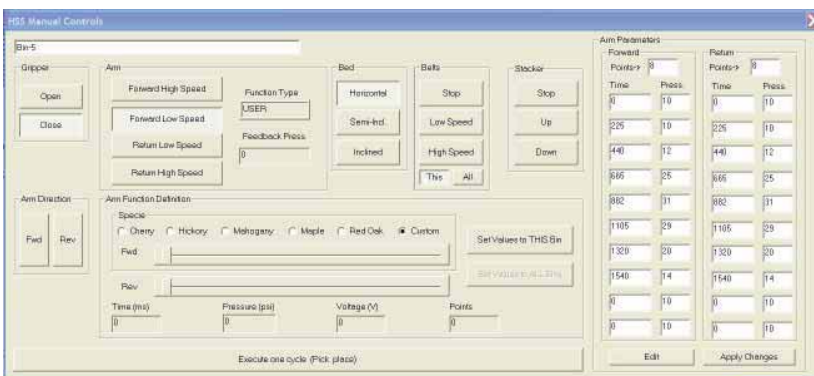 HSS Manual Controls
Bin-5
Gripper
Open
Close
Arm
Forward High Speed
Forward Low Speed
Return Low Speed
Return High Speed
Function Type
USER
Feedback Press.
0
Bed
Horizontal
Semi-Incl.
Inclined
Belts
Stop
Low Speed
High Speed
This All
Stacker
Stop
Up
Down
Arm Direction
Fwd Rev
Arm Function Definition
Specie
Cherry Hickory Mahogany Maple Red Oak Custom
Fwd
Rev
Set Values to THIS Bin
Set Values to ALL Bins
Time (ms) Pressure (psi) Voltage (V) Points
0 0 0 0
Execute one cycle (Pick place)
Arm Parameters
Forward
Points-> 8
Time Press.
0 10
225 10
440 12
665 25
882 31
1105 29
1320 20
1540 14
0 10
0 10
Edit
Return
Points-> 8
Time Press.
0 10
225 10
440 12
665 25
882 31
1105 29
1320 20
1540 14
0 10
0 10
Apply Changes